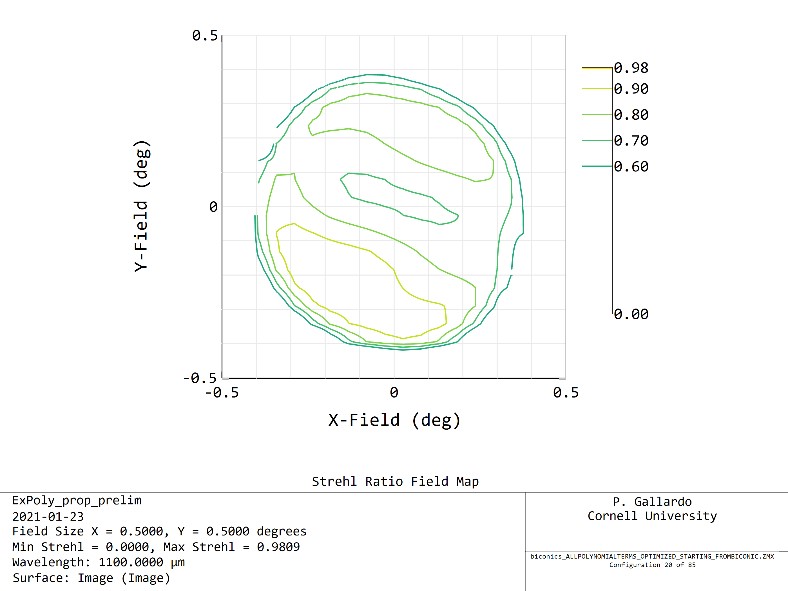 0.5
0
-0.5
-0.5
0
0.5
Y-Field (deg)
X-Field (deg)
0.98
0.90
0.80
0.70
0.60
0.00
Strehl Ratio Field Map
ExPoly_prop_prelim
2021-01-23
Field Size X = 0.5000, Y = 0.5000 degrees
Min Strehl = 0.0000, Max Strehl = 0.9809
Wavelength: 1100.0000 µm
Surface: Image (Image)
P. Gallardo
Cornell University
biconics_ALLPOLYNOMIALTERMS_OPTIMIZED_STARTING_FROMBICONIC.ZMX
Configuration 20 of 85